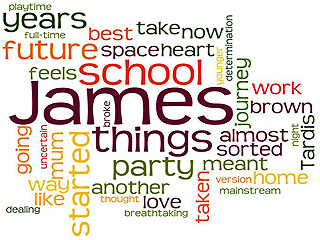 playtime
years
full-time
best
take
now
younger
determination
future
space
heart
feels
school
journey
work
James
broke
brown
things
almost
night
Tardis
going
uncertain
mum
started
party
meant
sorted
way
another
taken
version
home
like
thought
love
mainstream
dealing
breathtaking